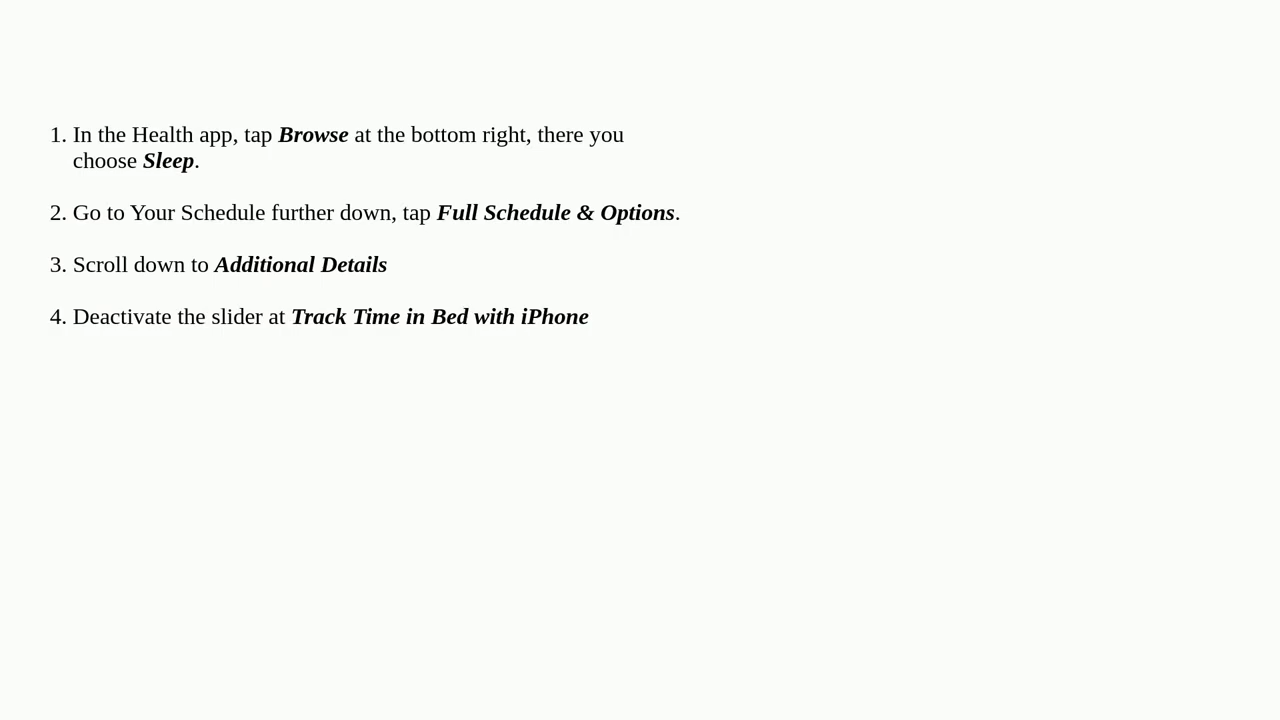 1. In the Health app, tap Browse at the bottom right, there you
choose Sleep.
2. Go to Your Schedule further down, tap Full Schedule & Options.
3. Scroll down to Additional Details
4. Deactivate the slider at Track Time in Bed with iPhone